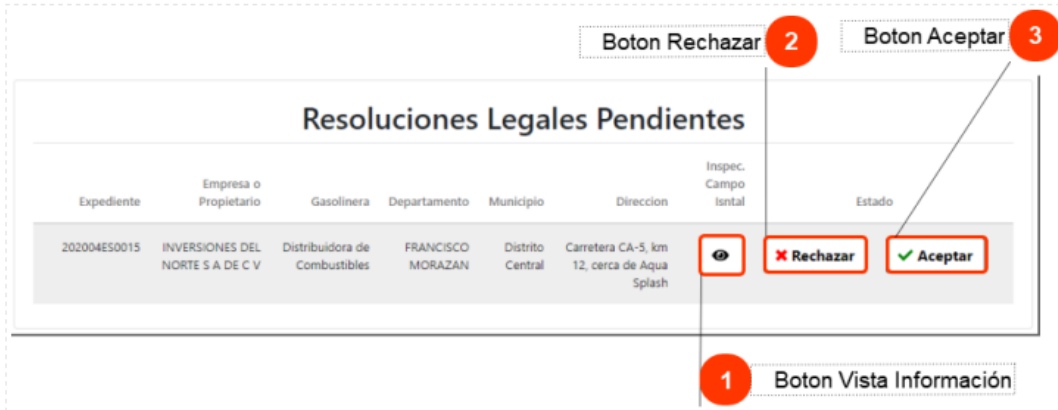 Boton Rechazar 2 Boton Aceptar 3
Resoluciones Legales Pendientes
Inspec.
Empresa o Campo
Expediente Propietario Gasolinera Departamento Municipio Direccion Isntal Estado
202004ES0015 INVERSIONES DEL Distribuidora de FRANCISCO Distrito Carretera CA-5, km Rechazar Aceptar
NORTE S A DE C V Combustibles MORAZAN Central 12, cerca de Aqua
Splash
1 Boton Vista Información